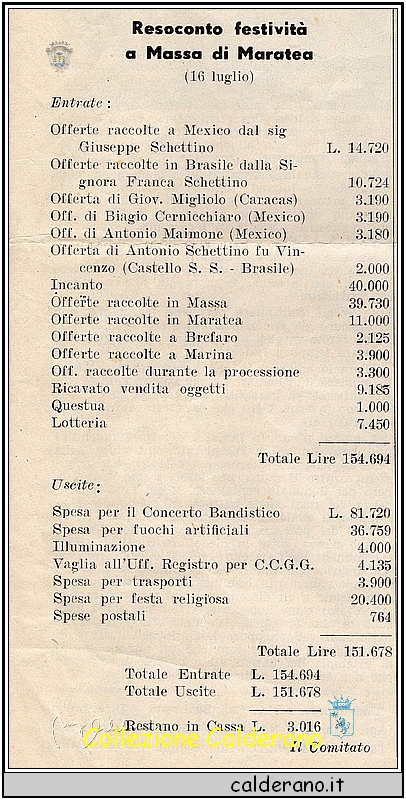 Resoconto festività
a Massa di Maratea
(16 luglio)
Entrate :
Offerte raccolte a Mexico dal sig
Giuseppe Schettino L. 14.720
Offerte raccolte in Brasile dalla Si-
gnora Franca Schettino 10.724
Offerta di Giov. Migliolo (Caracas) 3.190
Off. di Biagio Cernicchiaro (Mexico) 3.190
Off. di Antonio Maimone (Mexico) 3.180
Offerta di Antonio Schettino fu Vin-
cenzo (Castello S. S. - Brasile) 2.000
Incanto 40.000
Offerte raccolte in Massa 39.730
Offerte raccolte in Maratea 11.000
Offerte raccolte a Brefaro 2.125
Offerte raccolte a Marina 3.900
Off. raccolte durante la processione 3.300
Ricavato vendita oggetti 9.185
Questua 1.000
Lotteria 7.450
Totale Lire 154.694
Uscite :
Spesa per il Concerto Bandistico L. 81.720
Spesa per fuochi artificiali 36.759
Illuminazione 4.000
Vaglia all'Uff. Registro per C.C.G.G. 4.135
Spesa per trasporti 3.900
Spesa per festa religiosa 20.400
Spese postali 764
Totale Lire 151.678
Totale Entrate L. 154.694
Totale Uscite L. 151.678
Restano in Cassa L. 3.016
Collezione Calderano
Il Comitato
calderano.it